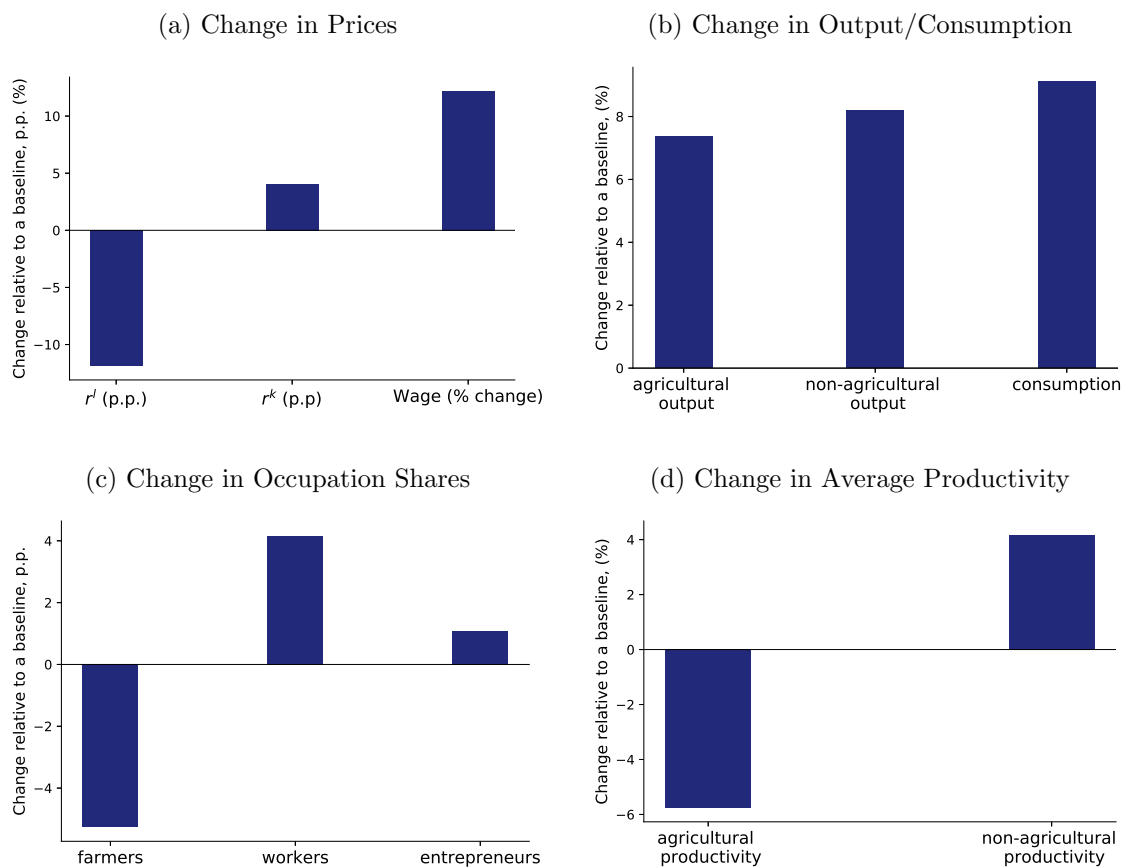 (a) Change in Prices
Change relative to a baseline, p.p. (%)
10
5
0
−5
−10
r^l (p.p.)
r^k (p.p)
Wage (% change)
(b) Change in Output/Consumption
Change relative to a baseline, (%)
8
6
4
2
0
agricultural
output
non-agricultural
output
consumption
(c) Change in Occupation Shares
Change relative to a baseline, p.p.
4
2
0
−2
−4
farmers
workers
entrepreneurs
(d) Change in Average Productivity
Change relative to a baseline, (%)
4
2
0
−2
−4
−6
agricultural
productivity
non-agricultural
productivity